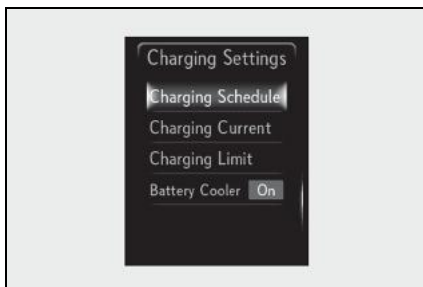 Charging Settings
Charging Schedule
Charging Current
Charging Limit
Battery Cooler On